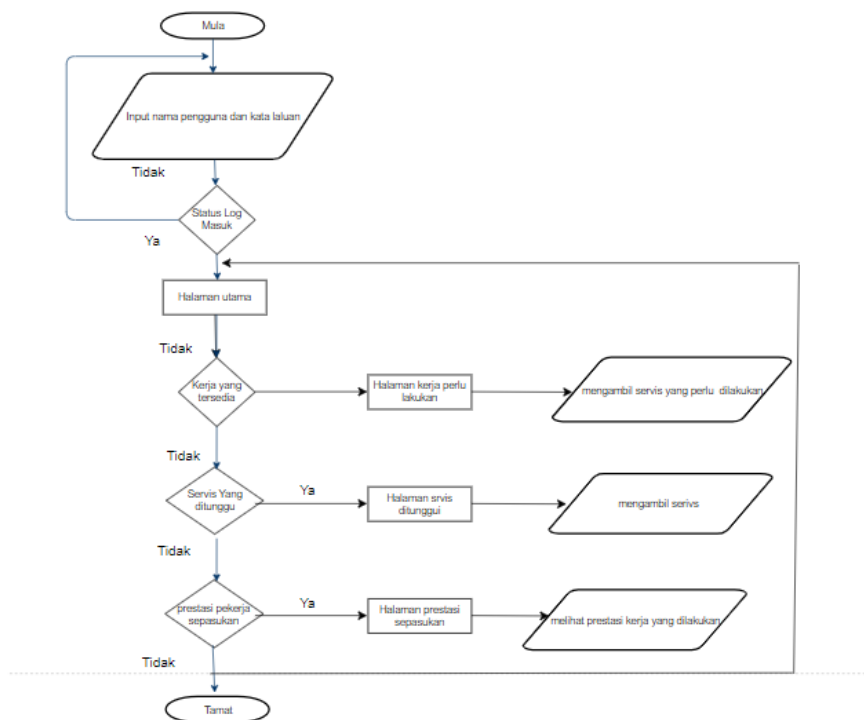 Mula
Input nama pengguna dan kata laluan
Tidak
Status Log
Masuk
Ya
Halaman utama
Tidak
Kerja yang
tersedia
Halaman kerja perlu
lakukan
mengambil servis yang perlu dilakukan
Tidak
Servis Yang
ditunggu
Ya
Halaman srvis
ditunggui
mengambil serivs
Tidak
prestasi pekerja
sepasukan
Ya
Halaman prestasi
sepasukan
melihat prestasi kerja yang dilakukan
Tidak
Tamat